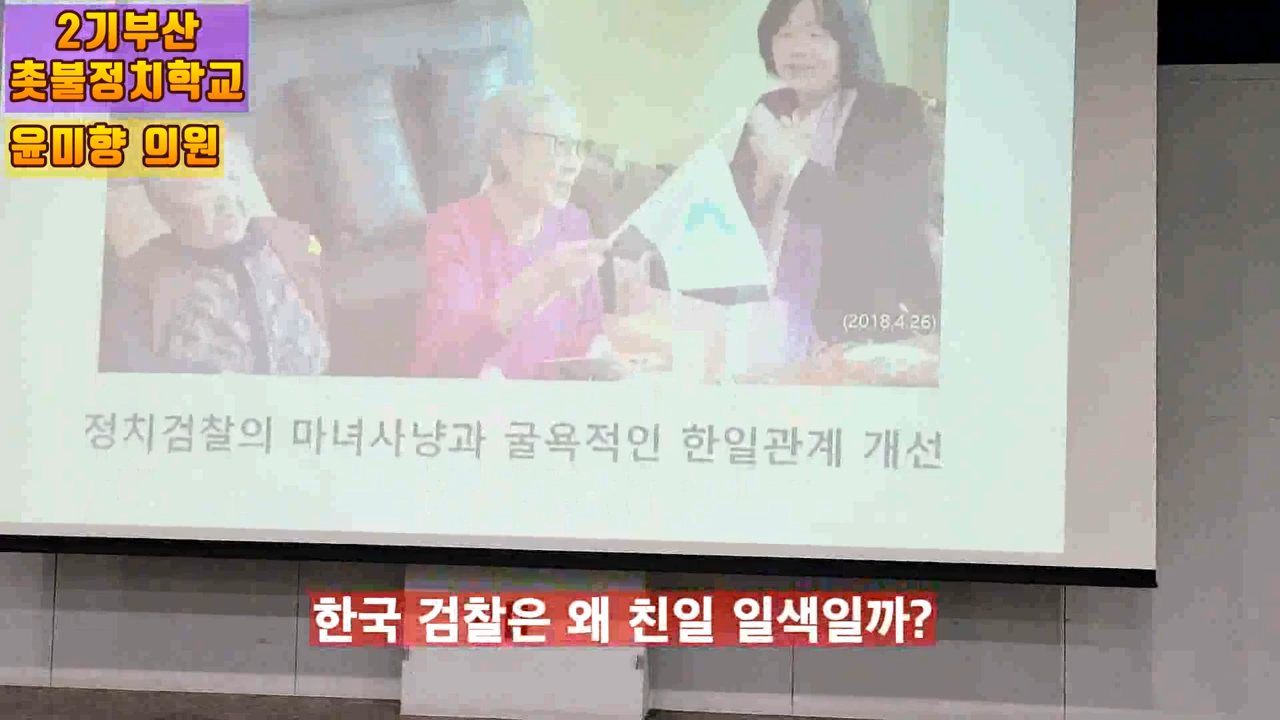 2기부산
촛불정치학교
윤미향 의원
(2018.4.26)
정치검찰의 마녀사냥과 굴욕적인 한일관계 개선
한국 검찰은 왜 친일 일색일까?